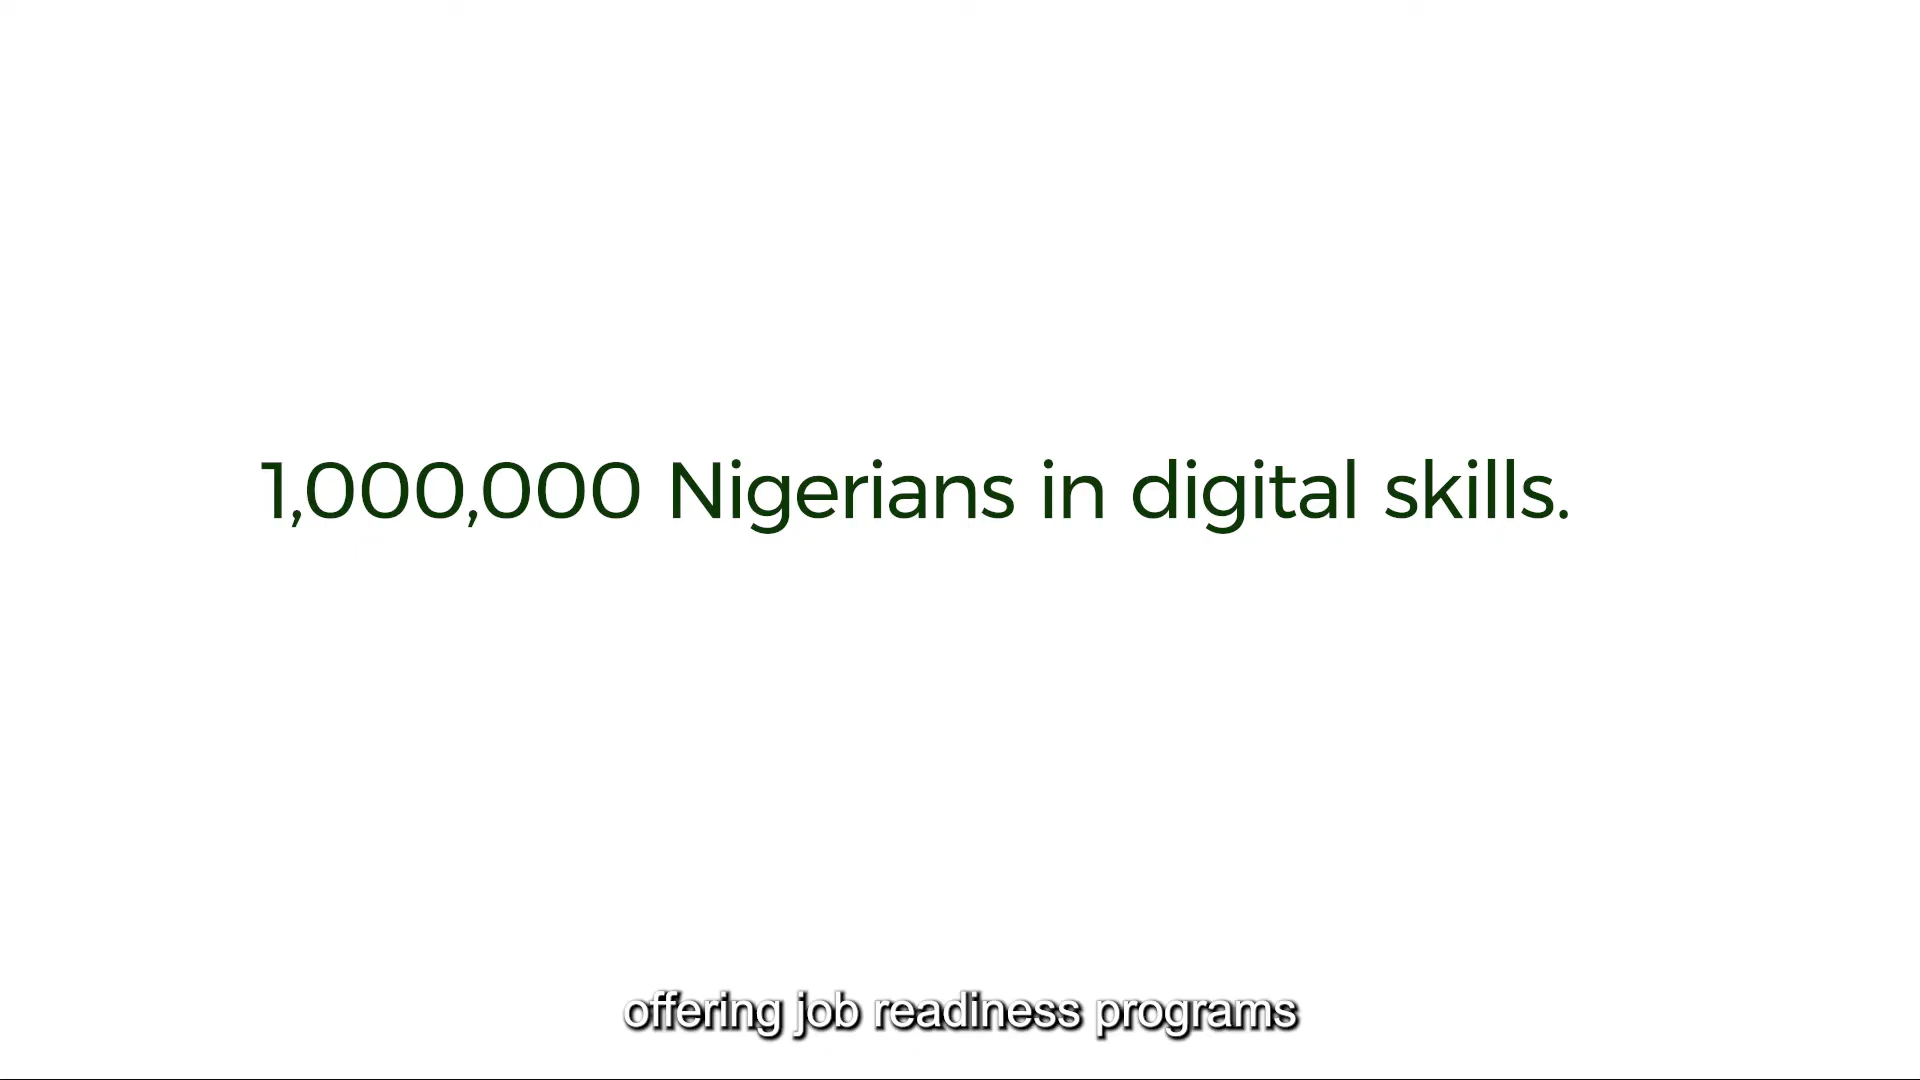 1,000,000 Nigerians in digital skills.
offering job readiness programs